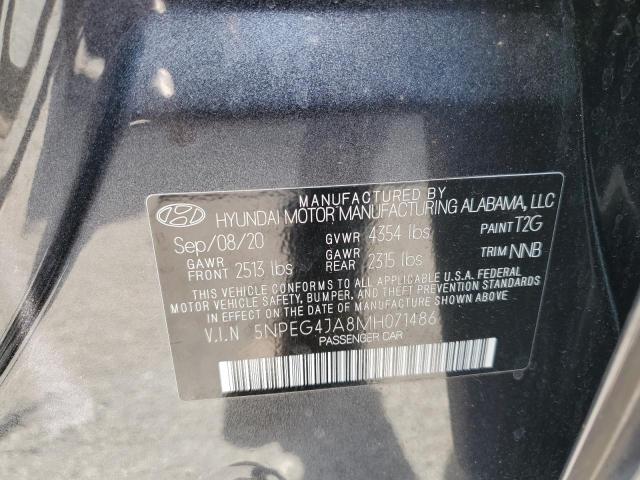 MANUFACTURED BY
HYUNDAI MOTOR MANUFACTURING ALABAMA, LLC
Sep/08/20 GVWR 4354 lbs PAINT T2G
GAWR FRONT 2513 lbs GAWR REAR 2315 lbs TRIM NNB
THIS VEHICLE CONFORMS TO ALL APPLICABLE U.S.A. FEDERAL
MOTOR VEHICLE SAFETY, BUMPER, AND THEFT PREVENTION STANDARDS
IN EFFECT ON THE DATE OF MANUFACTURE SHOWN ABOVE.
V.I.N 5NPEG4JA8MH071486
PASSENGER CAR